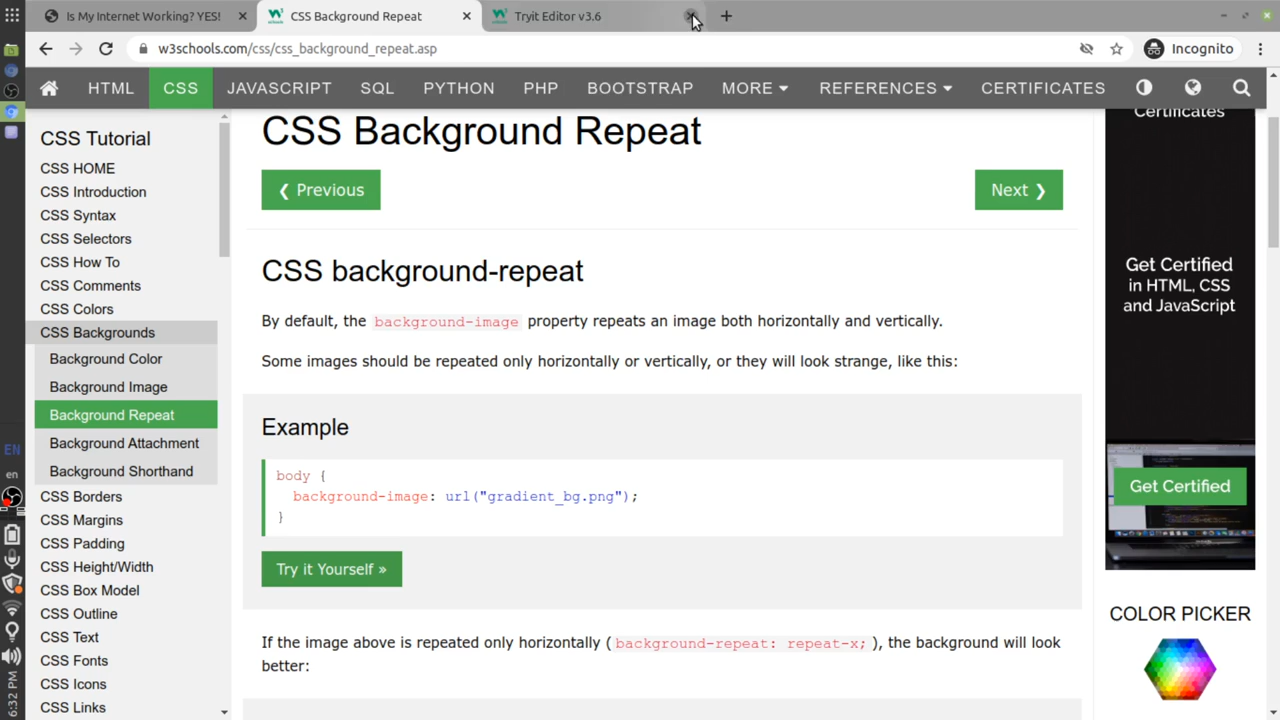 Is My Internet Working? YES!
CSS Background Repeat
Tryit Editor v3.6
w3schools.com/css/css_background_repeat.asp
Incognito
HTML
CSS
JAVASCRIPT
SQL
PYTHON
PHP
BOOTSTRAP
MORE
REFERENCES
CERTIFICATES
CSS Tutorial
CSS HOME
CSS Introduction
CSS Syntax
CSS Selectors
CSS How To
CSS Comments
CSS Colors
CSS Backgrounds
Background Color
Background Image
Background Repeat
Background Attachment
Background Shorthand
CSS Borders
CSS Margins
CSS Padding
CSS Height/Width
CSS Box Model
CSS Outline
CSS Text
CSS Fonts
CSS Icons
CSS Links
CSS Background Repeat
❮ Previous
Next ❯
CSS background-repeat
By default, the background-image property repeats an image both horizontally and vertically.
Some images should be repeated only horizontally or vertically, or they will look strange, like this:
Example
body {
background-image: url("gradient_bg.png");
}
Try it Yourself »
If the image above is repeated only horizontally ( background-repeat: repeat-x; ), the background will look
better:
Certificates
Get Certified
in HTML, CSS
and JavaScript
Get Certified
COLOR PICKER
EN
en
6:32 PM